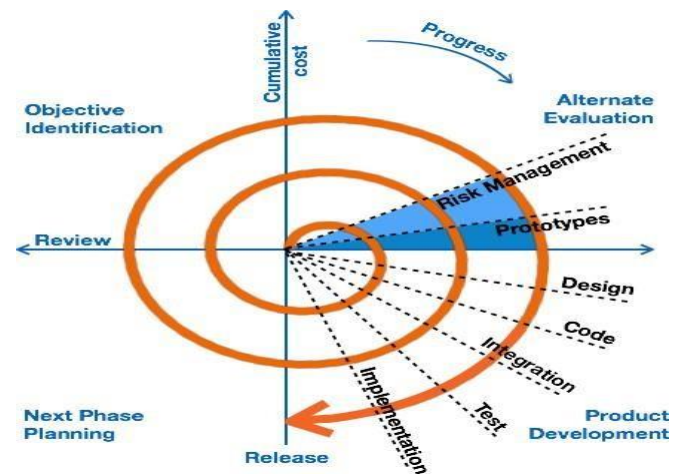 Cumulative
cost
Progress
Objective
Identification
Alternate
Evaluation
Risk Management
Prototypes
Review
Design
Code
Integration
Test
Implementation
Next Phase
Planning
Product
Development
Release